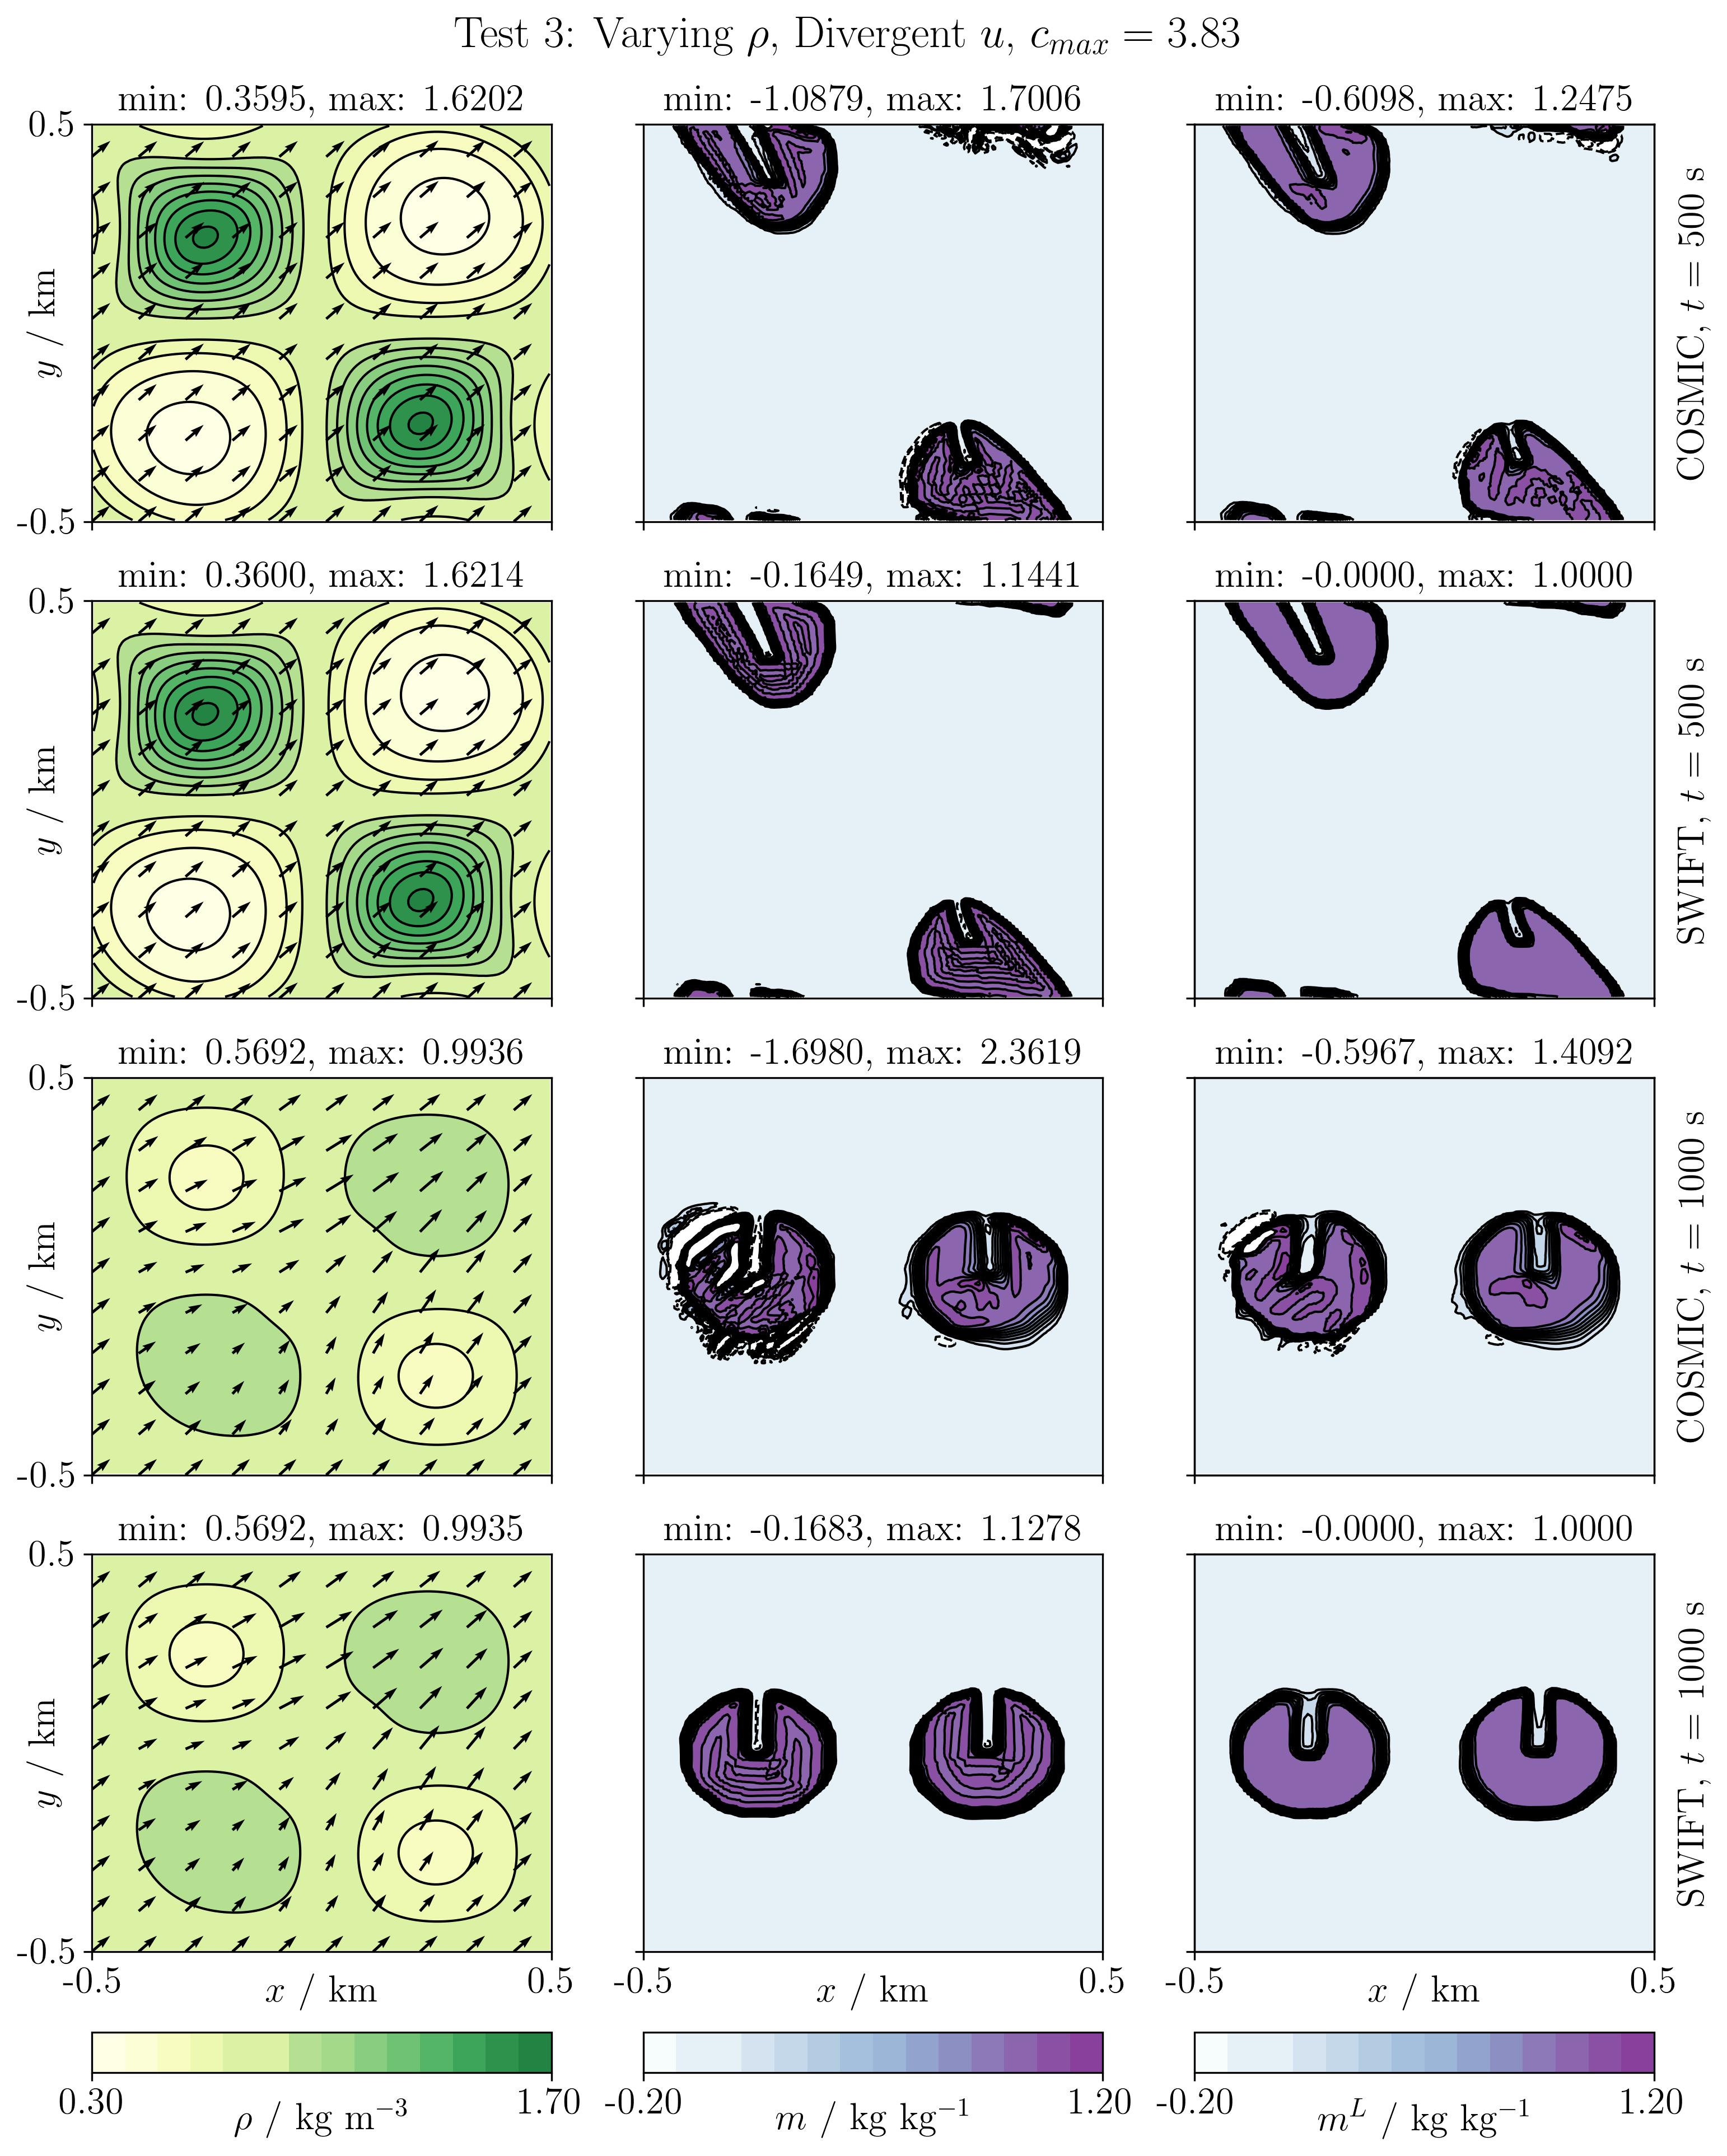 Test 3: Varying ρ, Divergent u, c_max = 3.83
min: 0.3595, max: 1.6202
min: -1.0879, max: 1.7006
min: -0.6098, max: 1.2475
0.5
y / km
-0.5
COSMIC, t = 500 s
min: 0.3600, max: 1.6214
min: -0.1649, max: 1.1441
min: -0.0000, max: 1.0000
0.5
y / km
-0.5
SWIFT, t = 500 s
min: 0.5692, max: 0.9936
min: -1.6980, max: 2.3619
min: -0.5967, max: 1.4092
0.5
y / km
-0.5
COSMIC, t = 1000 s
min: 0.5692, max: 0.9935
min: -0.1683, max: 1.1278
min: -0.0000, max: 1.0000
0.5
y / km
-0.5
SWIFT, t = 1000 s
-0.5 x / km 0.5
-0.5 x / km 0.5
-0.5 x / km 0.5
0.30 ρ / kg m⁻³ 1.70
-0.20 m / kg kg⁻¹ 1.20
-0.20 m^L / kg kg⁻¹ 1.20